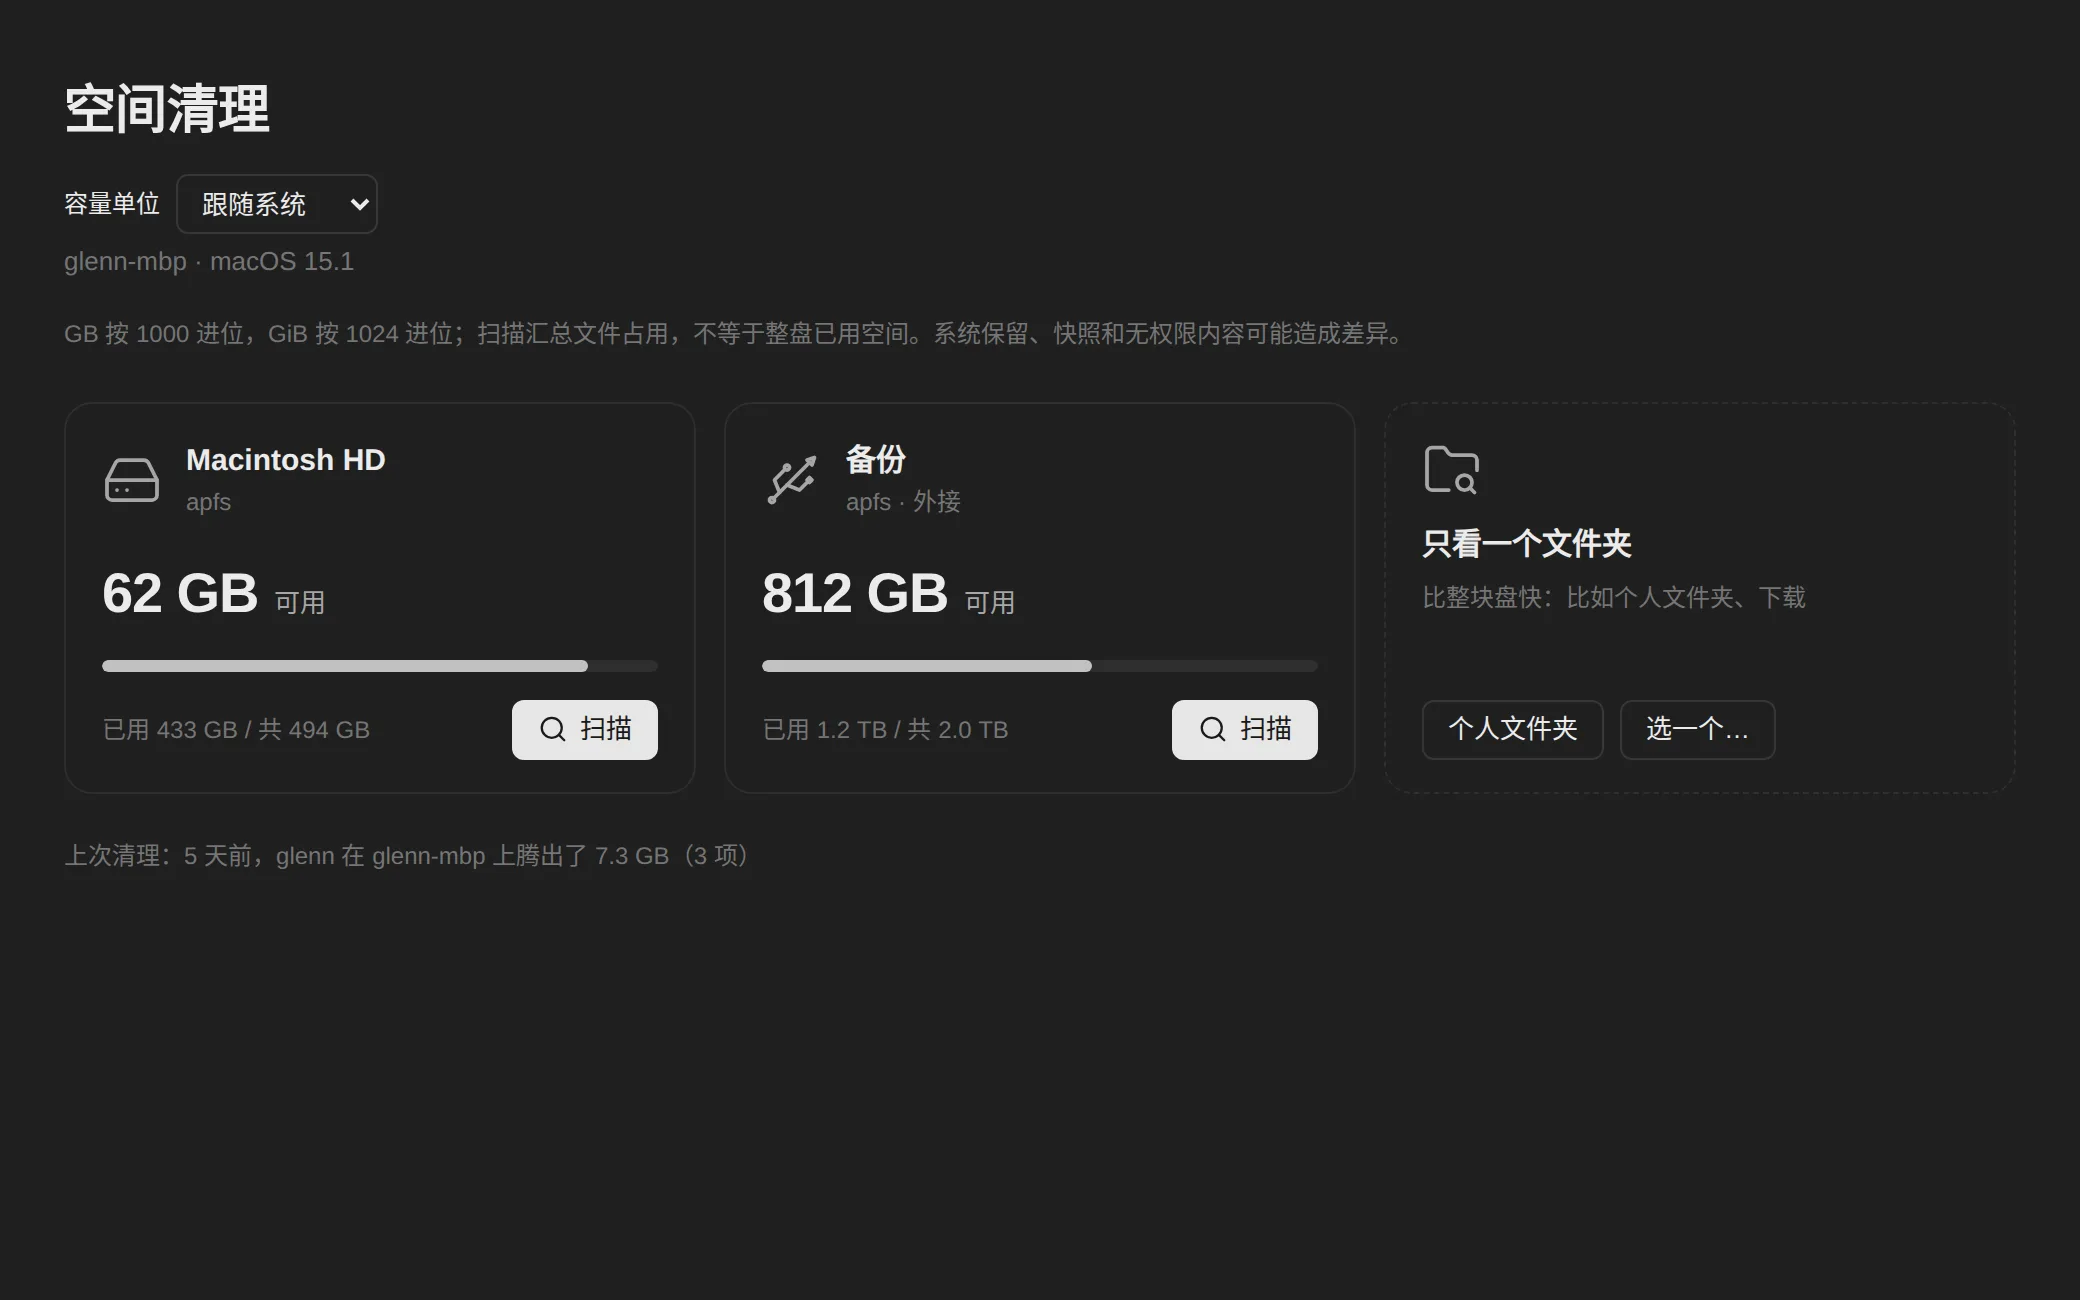 空间清理
容量单位 跟随系统
glenn-mbp · macOS 15.1
GB 按 1000 进位，GiB 按 1024 进位；扫描汇总文件占用，不等于整盘已用空间。系统保留、快照和无权限内容可能造成差异。
Macintosh HD
apfs
62 GB 可用
已用 433 GB / 共 494 GB
扫描
备份
apfs · 外接
812 GB 可用
已用 1.2 TB / 共 2.0 TB
扫描
只看一个文件夹
比整块盘快：比如个人文件夹、下载
个人文件夹
选一个…
上次清理：5 天前，glenn 在 glenn-mbp 上腾出了 7.3 GB（3 项）